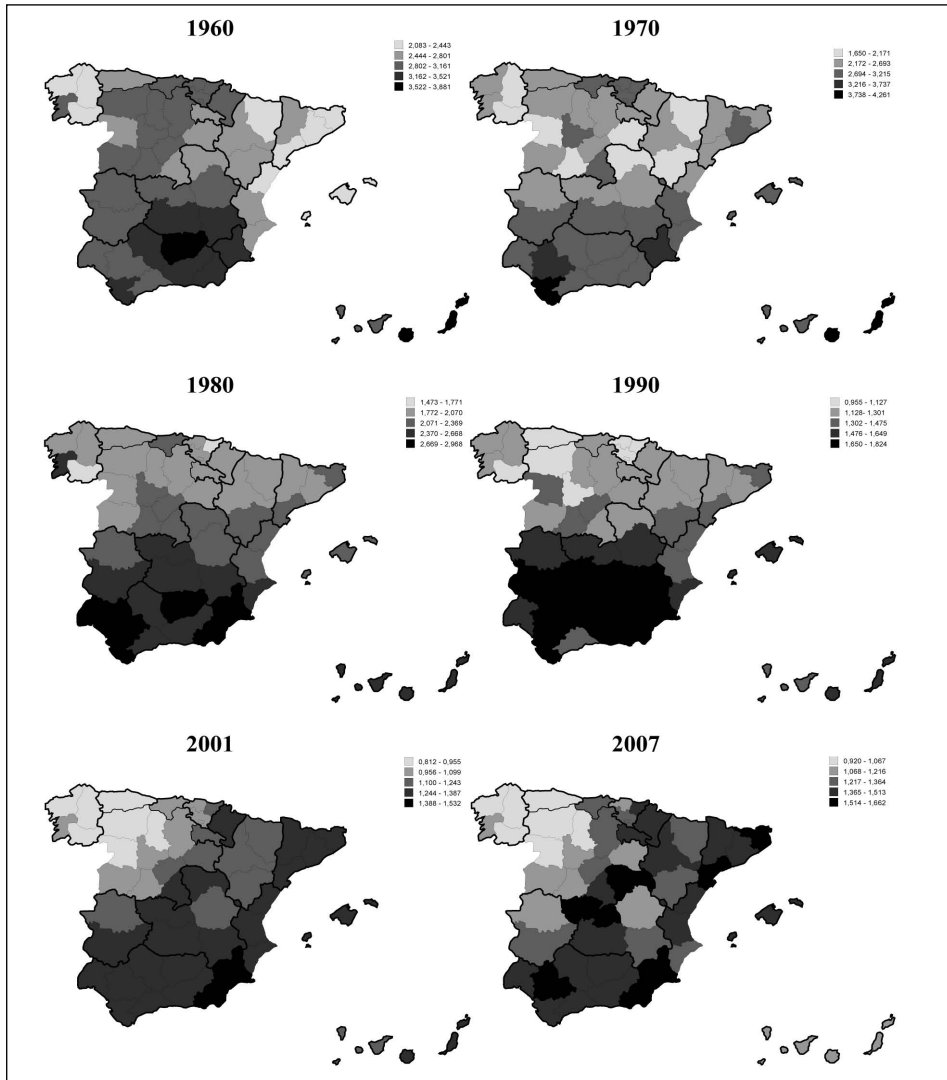 1960
2,083 - 2,443
2,444 - 2,801
2,802 - 3,161
3,162 - 3,521
3,522 - 3,881
1970
1,650 - 2,171
2,172 - 2,693
2,694 - 3,215
3,216 - 3,737
3,738 - 4,261
1980
1,473 - 1,771
1,772 - 2,070
2,071 - 2,369
2,370 - 2,668
2,669 - 2,968
1990
0,955 - 1,127
1,128- 1,301
1,302 - 1,475
1,476 - 1,649
1,650 - 1,824
2001
0,812 - 0,955
0,956 - 1,099
1,100 - 1,243
1,244 - 1,387
1,388 - 1,532
2007
0,920 - 1,067
1,068 - 1,216
1,217 - 1,364
1,365 - 1,513
1,514 - 1,662